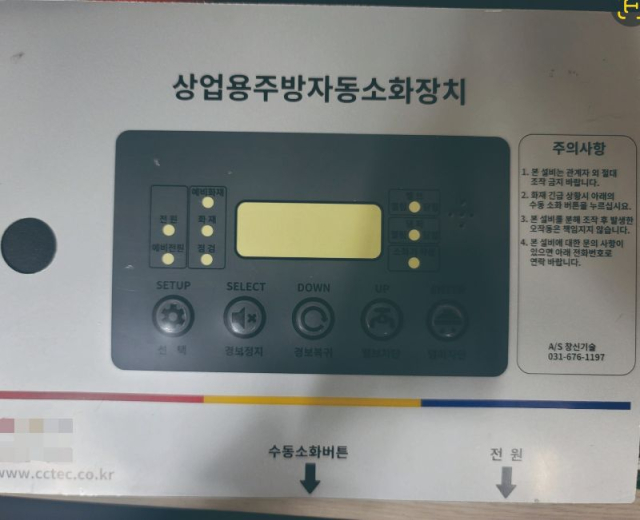 상업용주방자동소화장치
예비화재
전원
화재
예비전원
점검
SETUP
SELECT
DOWN
UP
선 택
경보정지
경보복귀
주의사항
1. 본 설비는 관계자 외 절대
조작 금지 바랍니다.
2. 화재 긴급 상황시 아래의
수동 소화 버튼을 누르십시요.
3. 본 설비를 분해 조작 후 발생한
오작동은 책임지지 않습니다.
4. 본 설비에 대한 문의 사항이
있으면 아래 전화번호로
연락 바랍니다.
A/S 창신기술
031-676-1197
www.cctec.co.kr
수동소화버튼
전 원